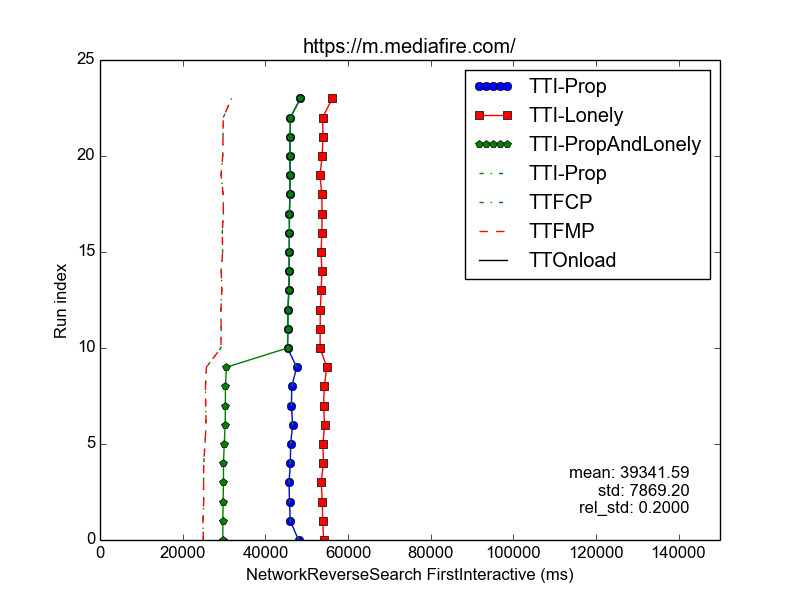 https://m.mediafire.com/
25
20
15
10
5
0
Run index
TTI-Prop
TTI-Lonely
TTI-PropAndLonely
TTI-Prop
TTFCP
TTFMP
TTOnload
mean: 39341.59
std: 7869.20
rel_std: 0.2000
0 20000 40000 60000 80000 100000 120000 140000
NetworkReverseSearch FirstInteractive (ms)